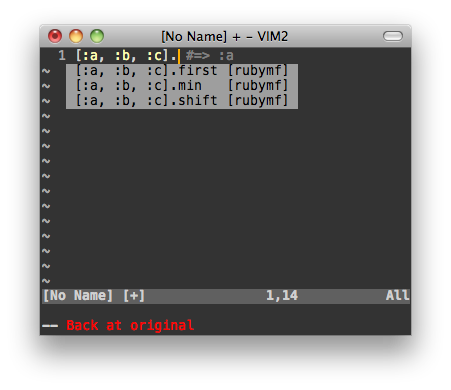 [No Name] + – VIM2
1 [:a, :b, :c]. #=> :a
~ [:a, :b, :c].first [rubymf]
~ [:a, :b, :c].min [rubymf]
~ [:a, :b, :c].shift [rubymf]
~
~
~
~
~
~
~
~
~
~
~
~
[No Name] [+] 1,14 All
-- Back at original